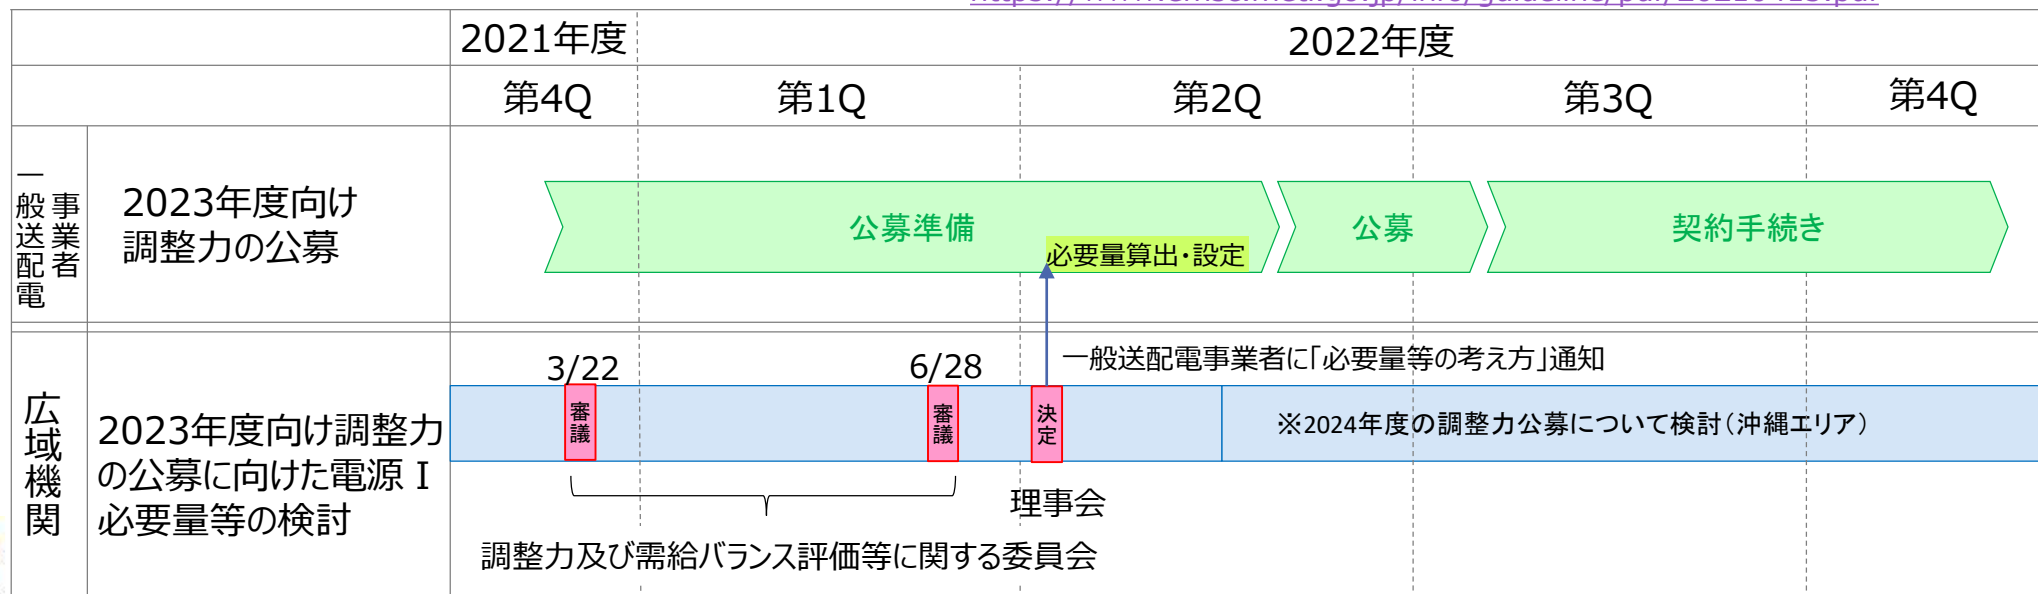 2021年度
2022年度
第4Q
第1Q
第2Q
第3Q
第4Q
一般送配電
事業者
2023年度向け
調整力の公募
公募準備
必要量算出・設定
公募
契約手続き
広域機関
2023年度向け調整力
の公募に向けた電源Ⅰ
必要量等の検討
3/22
審議
6/28
審議
決定
一般送配電事業者に「必要量等の考え方」通知
※2024年度の調整力公募について検討（沖縄エリア）
理事会
調整力及び需給バランス評価等に関する委員会